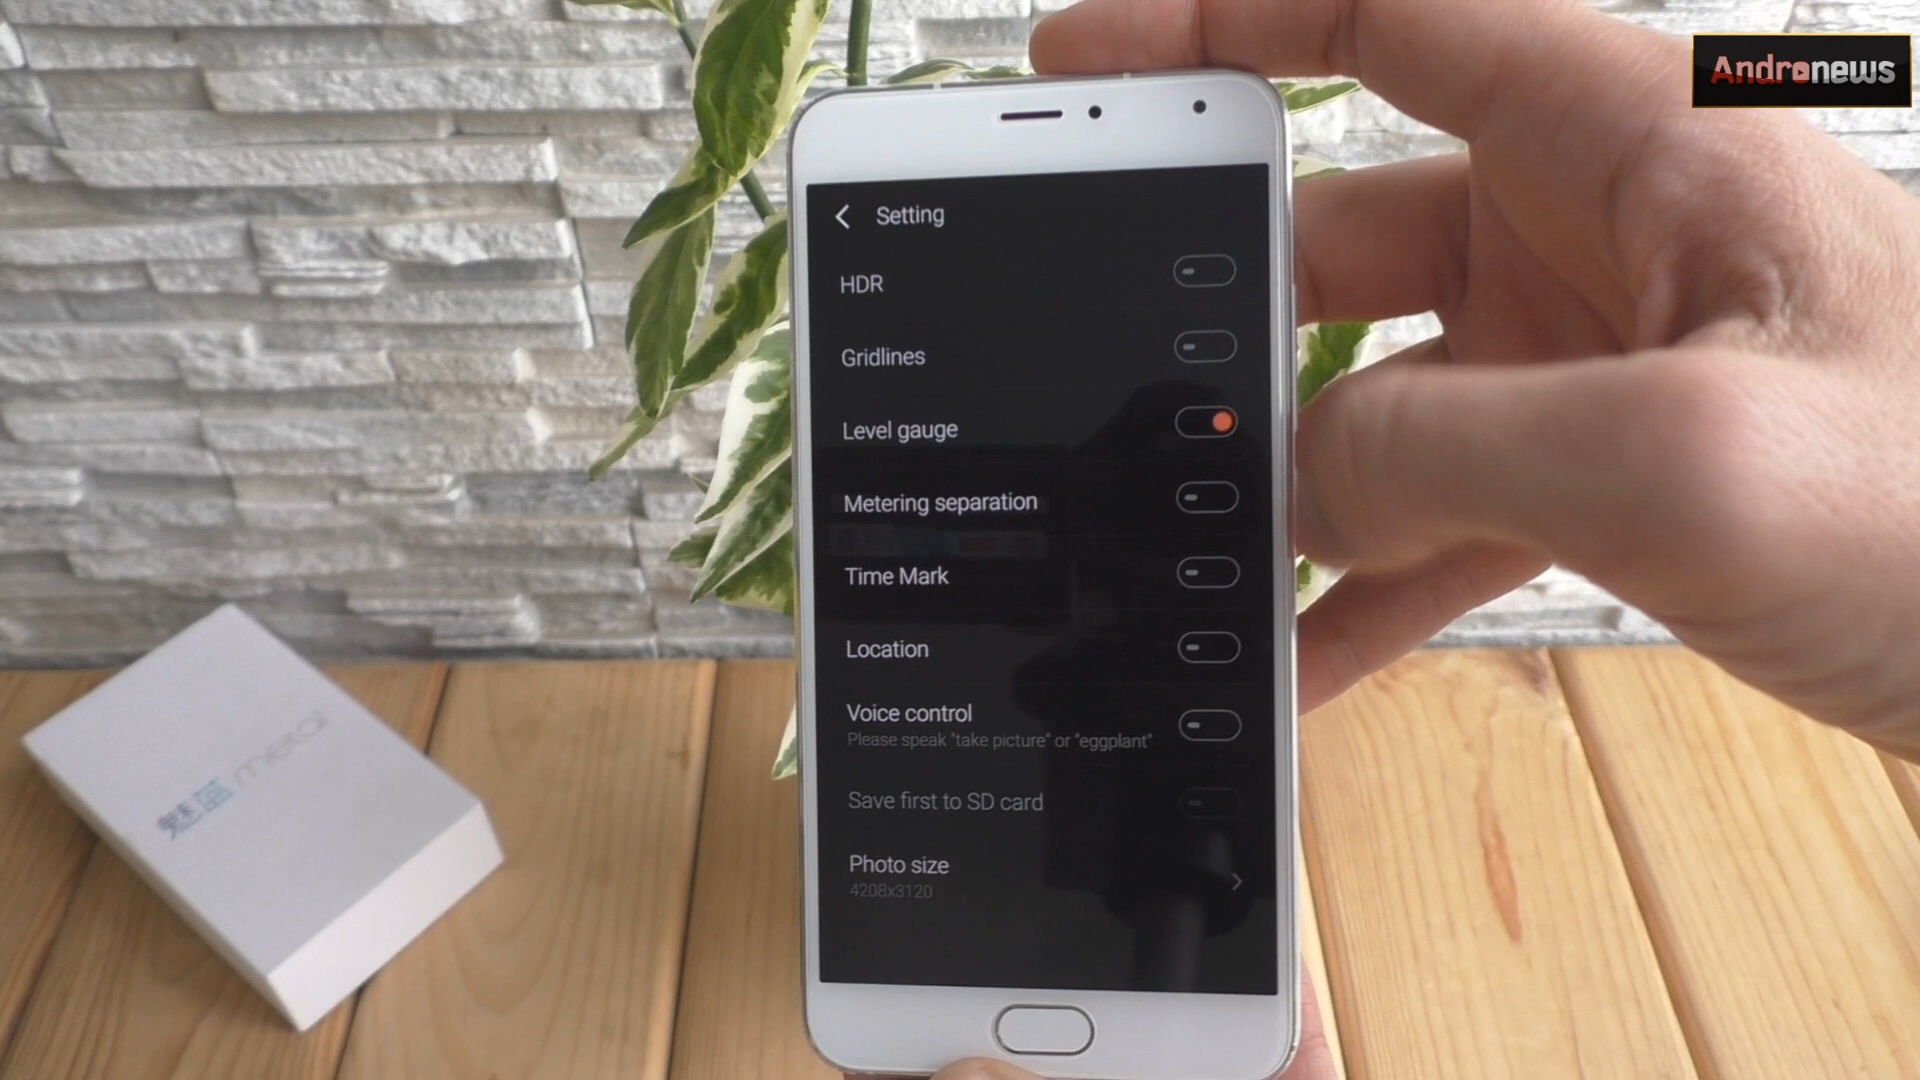 Andronews
Setting
HDR
Gridlines
Level gauge
Metering separation
Time Mark
Location
Voice control
Please speak "take picture" or "eggplant"
Save first to SD card
Photo size
4208x3120
魅蓝 metal